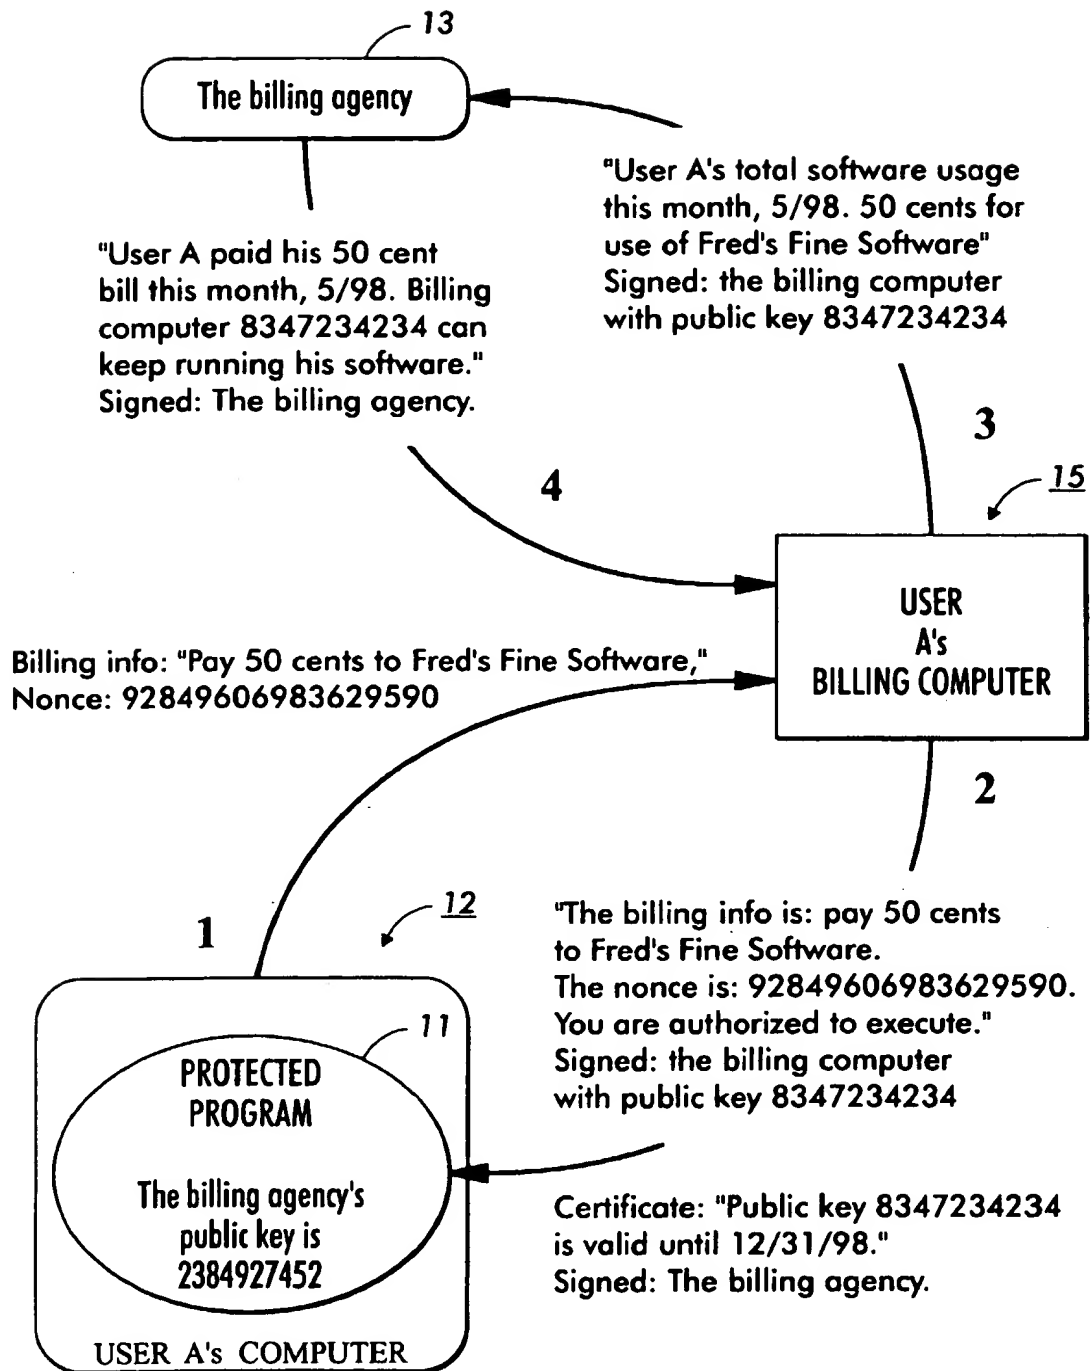 13
The billing agency
"User A's total software usage
this month, 5/98. 50 cents for
use of Fred's Fine Software"
Signed: the billing computer
with public key 8347234234
"User A paid his 50 cent
bill this month, 5/98. Billing
computer 8347234234 can
keep running his software."
Signed: The billing agency.
3
4
15
USER
A's
BILLING COMPUTER
Billing info: "Pay 50 cents to Fred's Fine Software,"
Nonce: 92849606983629590
2
1
12
"The billing info is: pay 50 cents
to Fred's Fine Software.
The nonce is: 92849606983629590.
You are authorized to execute."
Signed: the billing computer
with public key 8347234234
11
PROTECTED
PROGRAM
The billing agency's
public key is
2384927452
Certificate: "Public key 8347234234
is valid until 12/31/98."
Signed: The billing agency.
USER A's COMPUTER